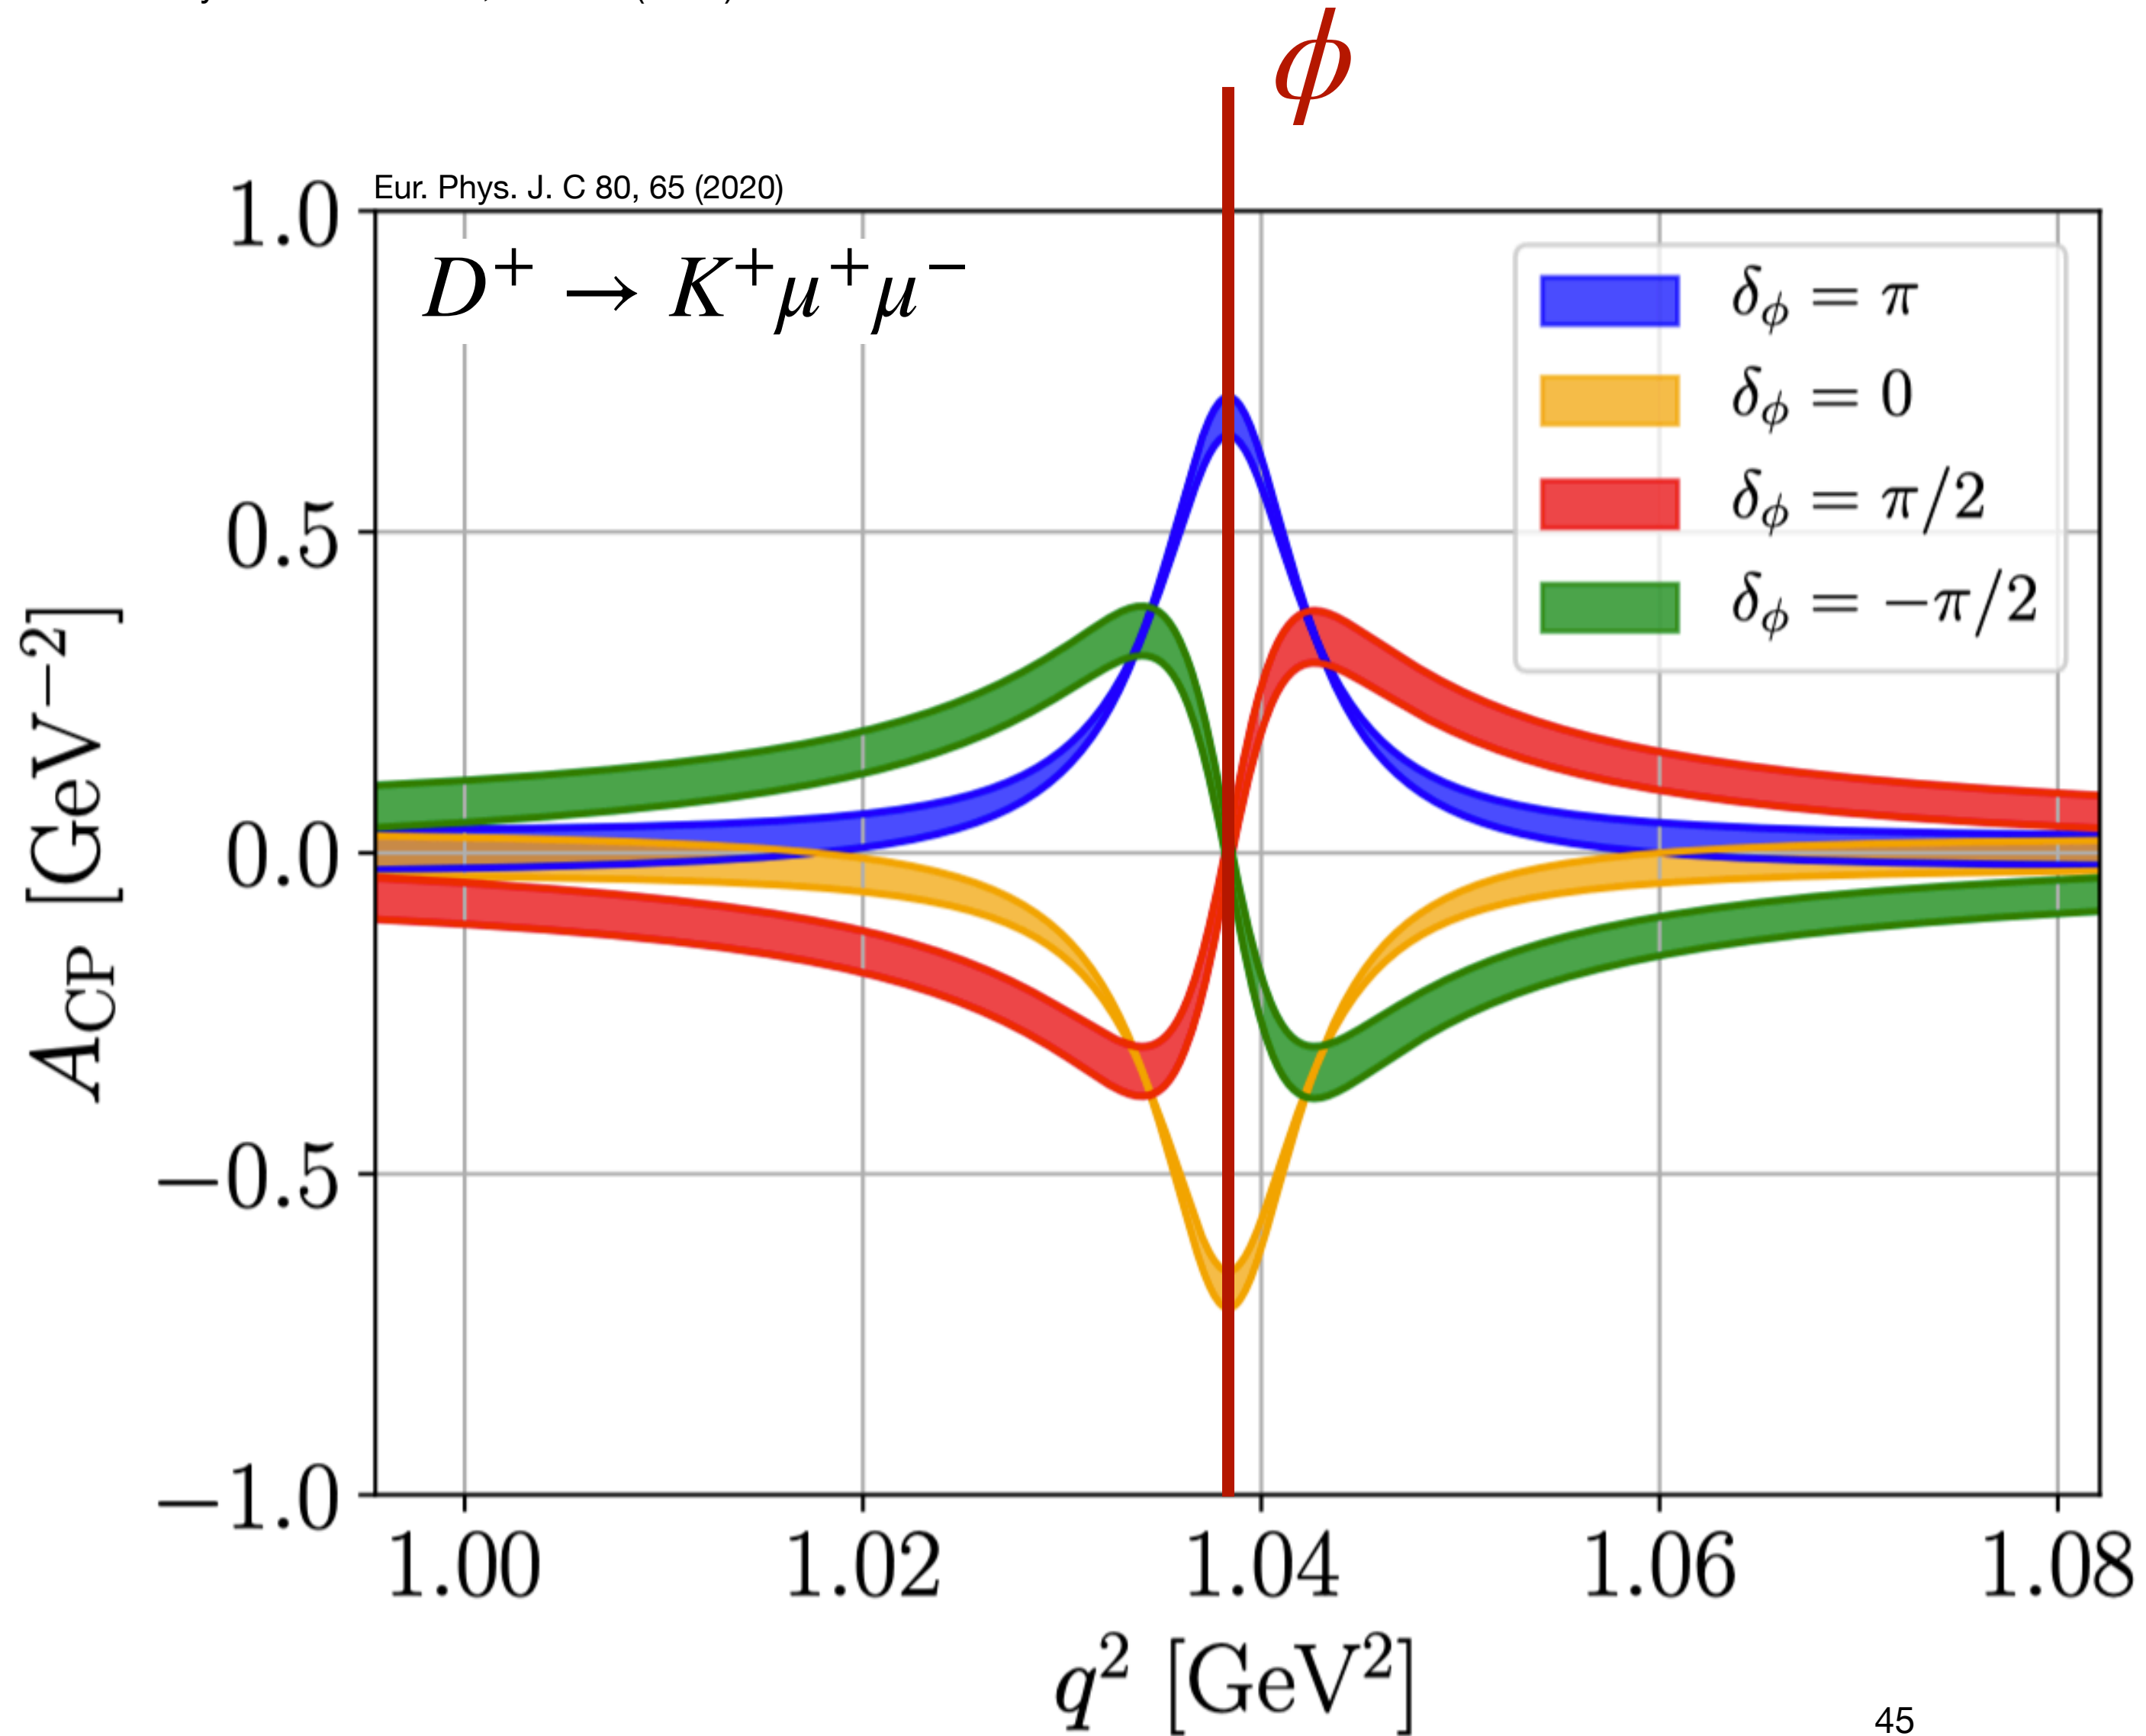 ϕ
Eur. Phys. J. C 80, 65 (2020)
D⁺ → K⁺μ⁺μ⁻
δ_ϕ = π
δ_ϕ = 0
δ_ϕ = π/2
δ_ϕ = −π/2
1.0
0.5
0.0
−0.5
−1.0
A_CP [GeV⁻²]
1.00 1.02 1.04 1.06 1.08
q² [GeV²]
45